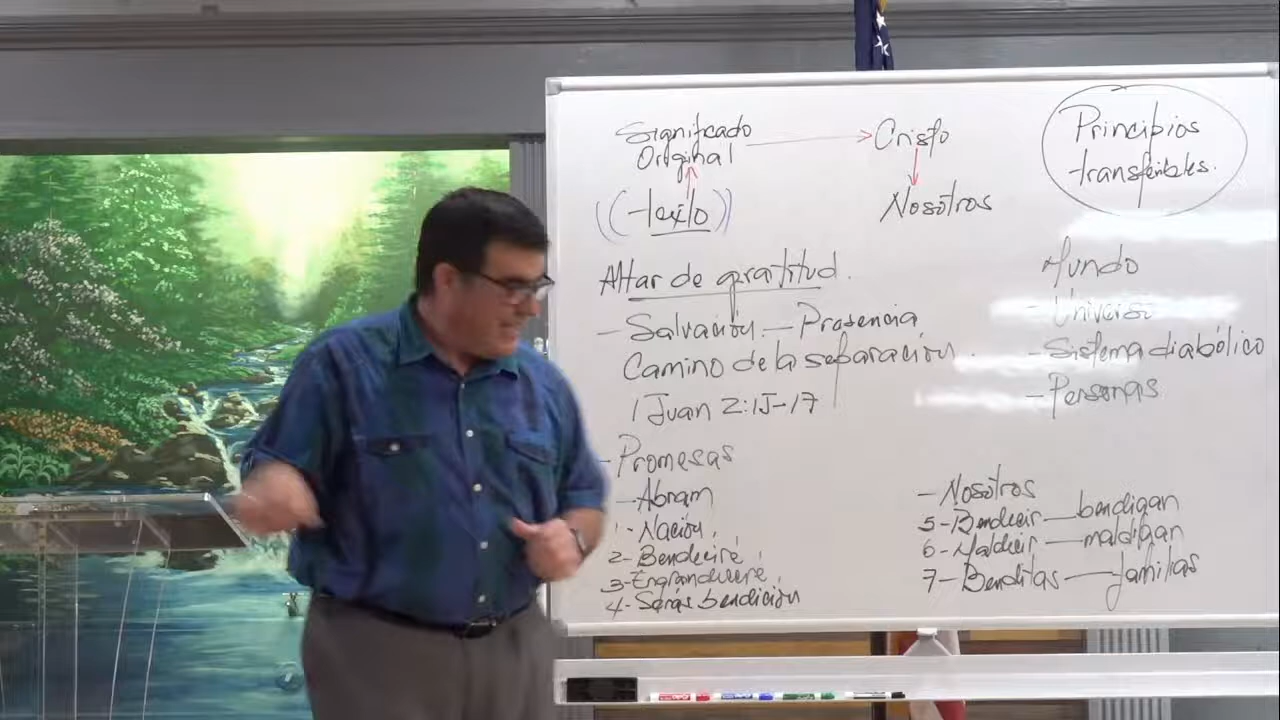 Significado
Original
Cristo
((texto))
Nosotros
Principios
transferibles.
Altar de gratitud.
- Salvación - Presencia
Camino de la separación.
1 Juan 2:15-17
Mundo
- Universo
- Sistema diabólico
- Personas
- Promesas
- Abram
1- Nación,
2- Bendeciré,
3- Engrandeceré,
4- Serás bendición
- Nosotros
5- Bendecir - bendigan
6- Maldecir - maldigan
7- Benditas - familias